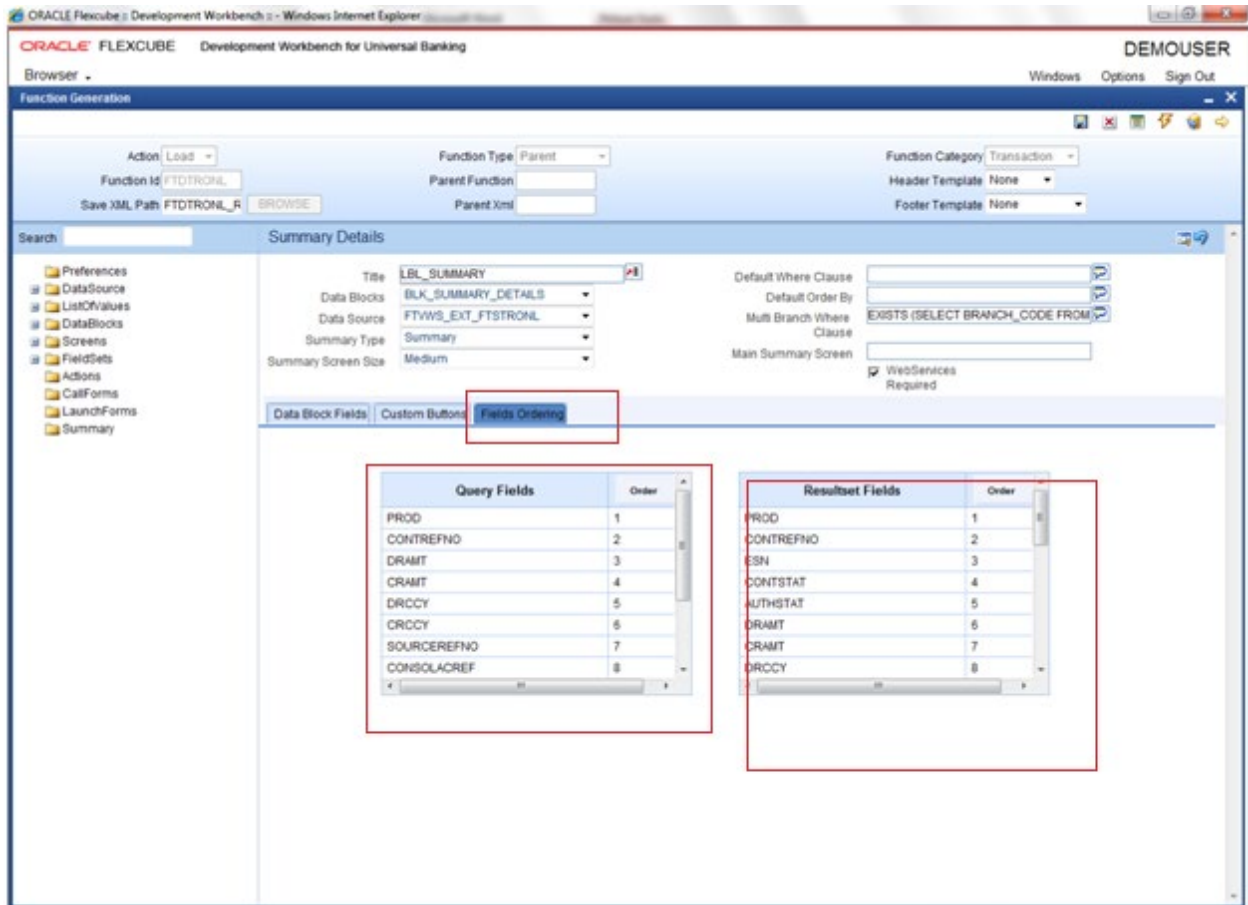 ORACLE Flexcube :: Development Workbench :: - Windows Internet Explorer
ORACLE FLEXCUBE Development Workbench for Universal Banking DEMOUSER
Browser Windows Options Sign Out
Function Generation
Action Load Function Type Parent Function Category Transaction
Function Id FTDTRONL Parent Function Header Template None
Save XML Path FTDTRONL_R BROWSE Parent Xml Footer Template None
Search Summary Details
Preferences
DataSource
ListOfValues
DataBlocks
Screens
FieldSets
Actions
CallForms
LaunchForms
Summary
Title LBL_SUMMARY Default Where Clause
Data Blocks BLK_SUMMARY_DETAILS Default Order By
Data Source FTVWS_EXT_FTSTRONL Multi Branch Where Clause EXISTS (SELECT BRANCH_CODE FROM
Summary Type Summary
Summary Screen Size Medium Main Summary Screen
WebServices Required
Data Block Fields Custom Buttons Fields Ordering
Query Fields Order Resultset Fields Order
PROD 1 PROD 1
CONTREFNO 2 CONTREFNO 2
DRAMT 3 ESN 3
CRAMT 4 CONTSTAT 4
DRCCY 5 AUTHSTAT 5
CRCCY 6 DRAMT 6
SOURCEREFNO 7 CRAMT 7
CONSOLACREF 8 DRCCY 8